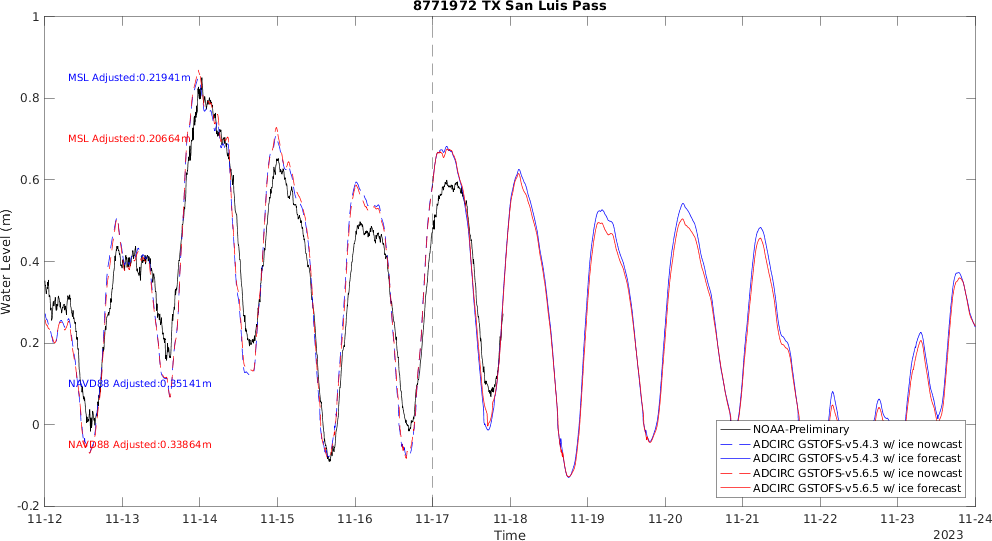 8771972 TX San Luis Pass
1
MSL Adjusted:0.21941m
0.8
MSL Adjusted:0.20664m
0.6
Water Level (m)
0.4
0.2
NAVD88 Adjusted:0.35141m
0
NAVD88 Adjusted:0.33864m
NOAA-Preliminary
ADCIRC GSTOFS-v5.4.3 w/ ice nowcast
ADCIRC GSTOFS-v5.4.3 w/ ice forecast
ADCIRC GSTOFS-v5.6.5 w/ ice nowcast
ADCIRC GSTOFS-v5.6.5 w/ ice forecast
-0.2
11-12 11-13 11-14 11-15 11-16 11-17 11-18 11-19 11-20 11-21 11-22 11-23 11-24
Time
2023